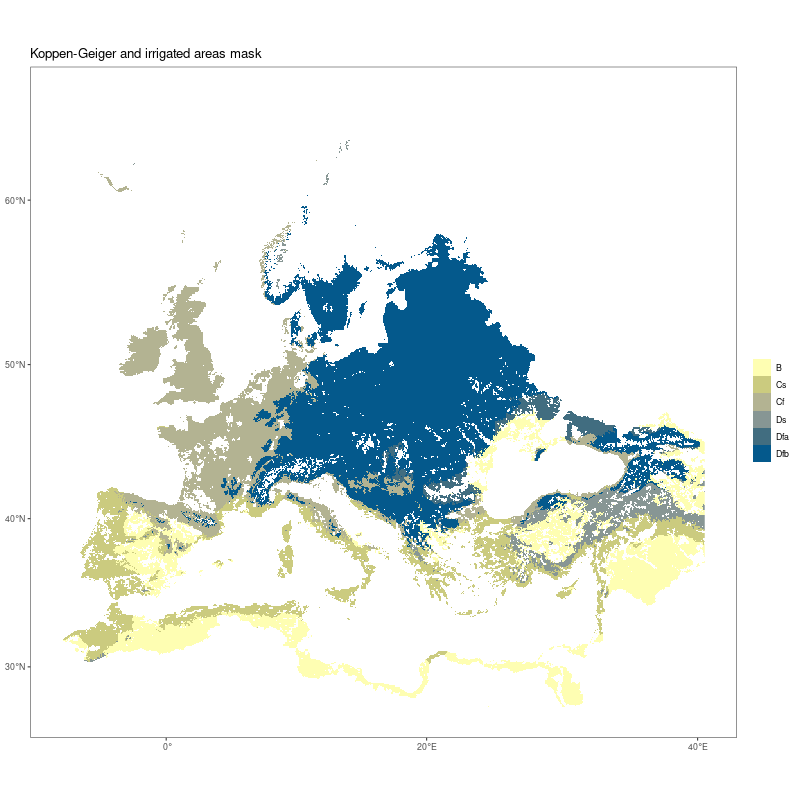 Koppen-Geiger and irrigated areas mask
60°N
50°N
40°N
30°N
0°
20°E
40°E
B
Cs
Cf
Ds
Dfa
Dfb